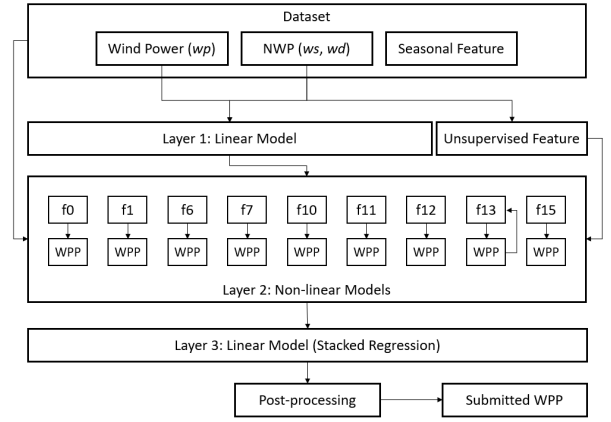 Dataset
Wind Power (wp)
NWP (ws, wd)
Seasonal Feature
Layer 1: Linear Model
Unsupervised Feature
f0 f1 f6 f7 f10 f11 f12 f13 f15
WPP WPP WPP WPP WPP WPP WPP WPP WPP
Layer 2: Non-linear Models
Layer 3: Linear Model (Stacked Regression)
Post-processing
Submitted WPP